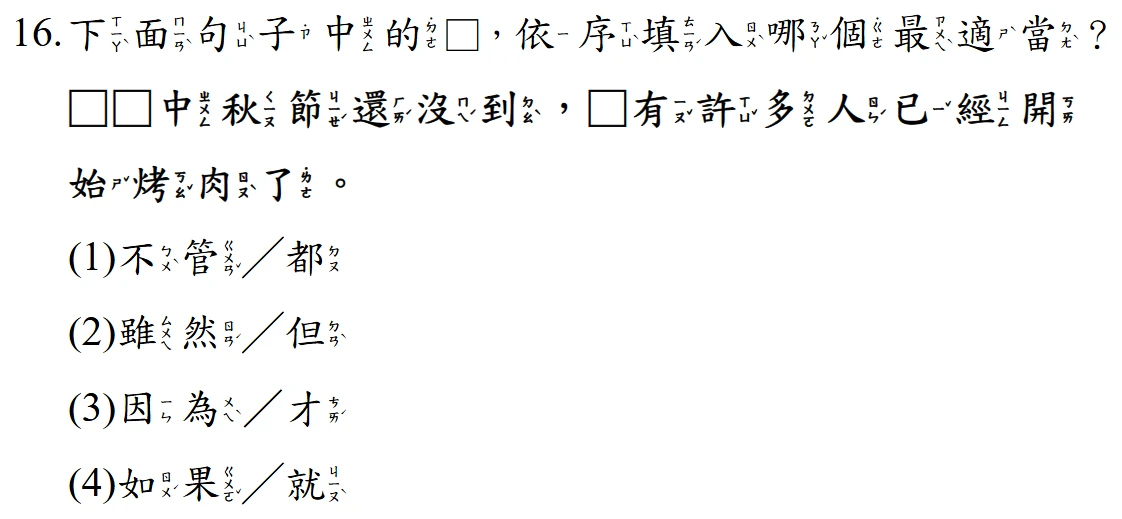 16.下面句子中的□，依序填入哪個最適當？
□□中秋節還沒到，□有許多人已經開
始烤肉了。
(1)不管╱都
(2)雖然╱但
(3)因為╱才
(4)如果╱就